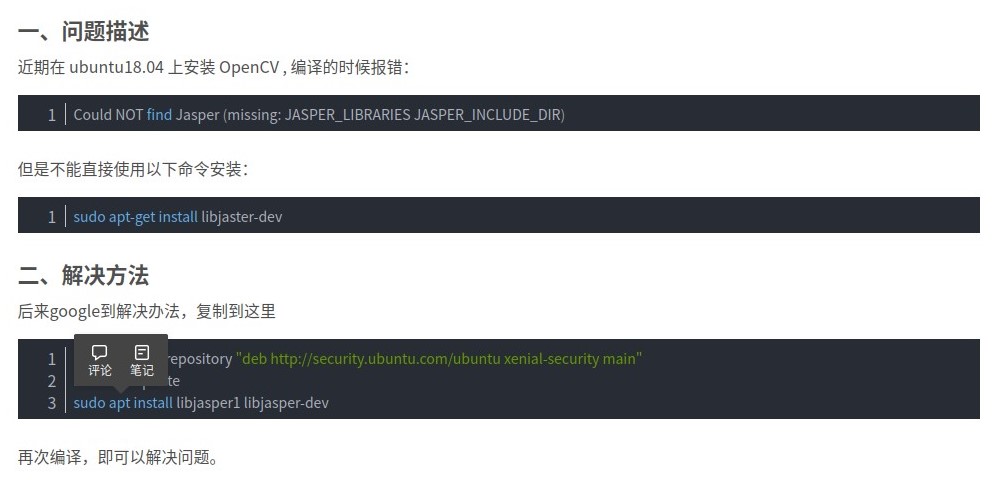 一、问题描述
近期在 ubuntu18.04 上安装 OpenCV , 编译的时候报错：
1 Could NOT find Jasper (missing: JASPER_LIBRARIES JASPER_INCLUDE_DIR)
但是不能直接使用以下命令安装：
1 sudo apt-get install libjaster-dev
二、解决方法
后来google到解决办法，复制到这里
评论 笔记
1 repository "deb http://security.ubuntu.com/ubuntu xenial-security main"
2
3 sudo apt install libjasper1 libjasper-dev
再次编译，即可以解决问题。